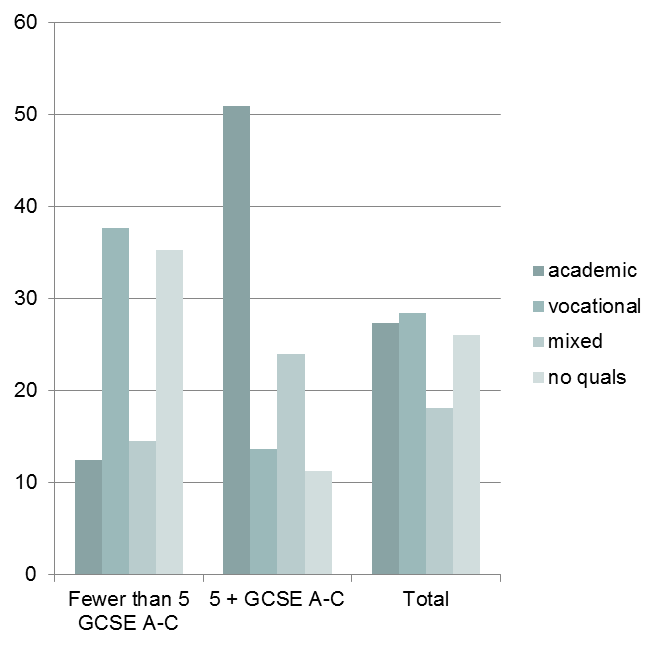 60
50
40
30
20
10
0
Fewer than 5
GCSE A-C
5 + GCSE A-C
Total
academic
vocational
mixed
no quals